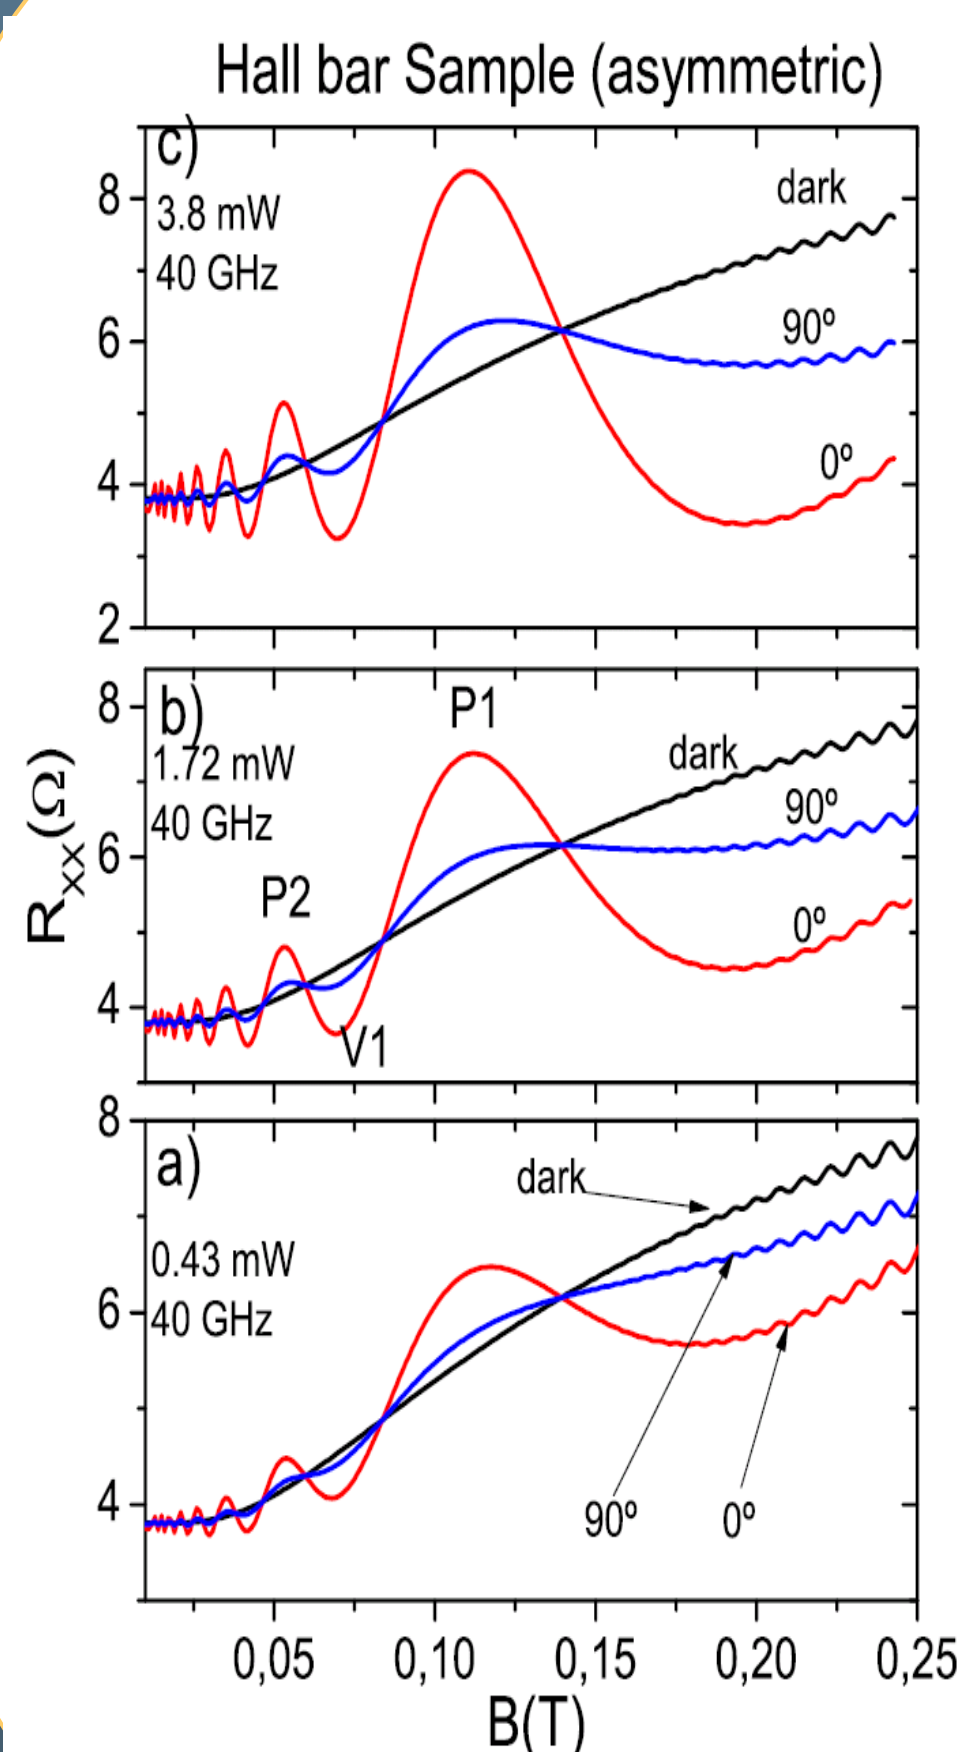 Hall bar Sample (asymmetric)
c)
3.8 mW
40 GHz
dark
90º
0º
8
6
4
2
b)
1.72 mW
40 GHz
P1
P2
V1
dark
90º
0º
8
6
4
Rxx(Ω)
a)
0.43 mW
40 GHz
dark
90º
0º
8
6
4
0,05 0,10 0,15 0,20 0,25
B(T)